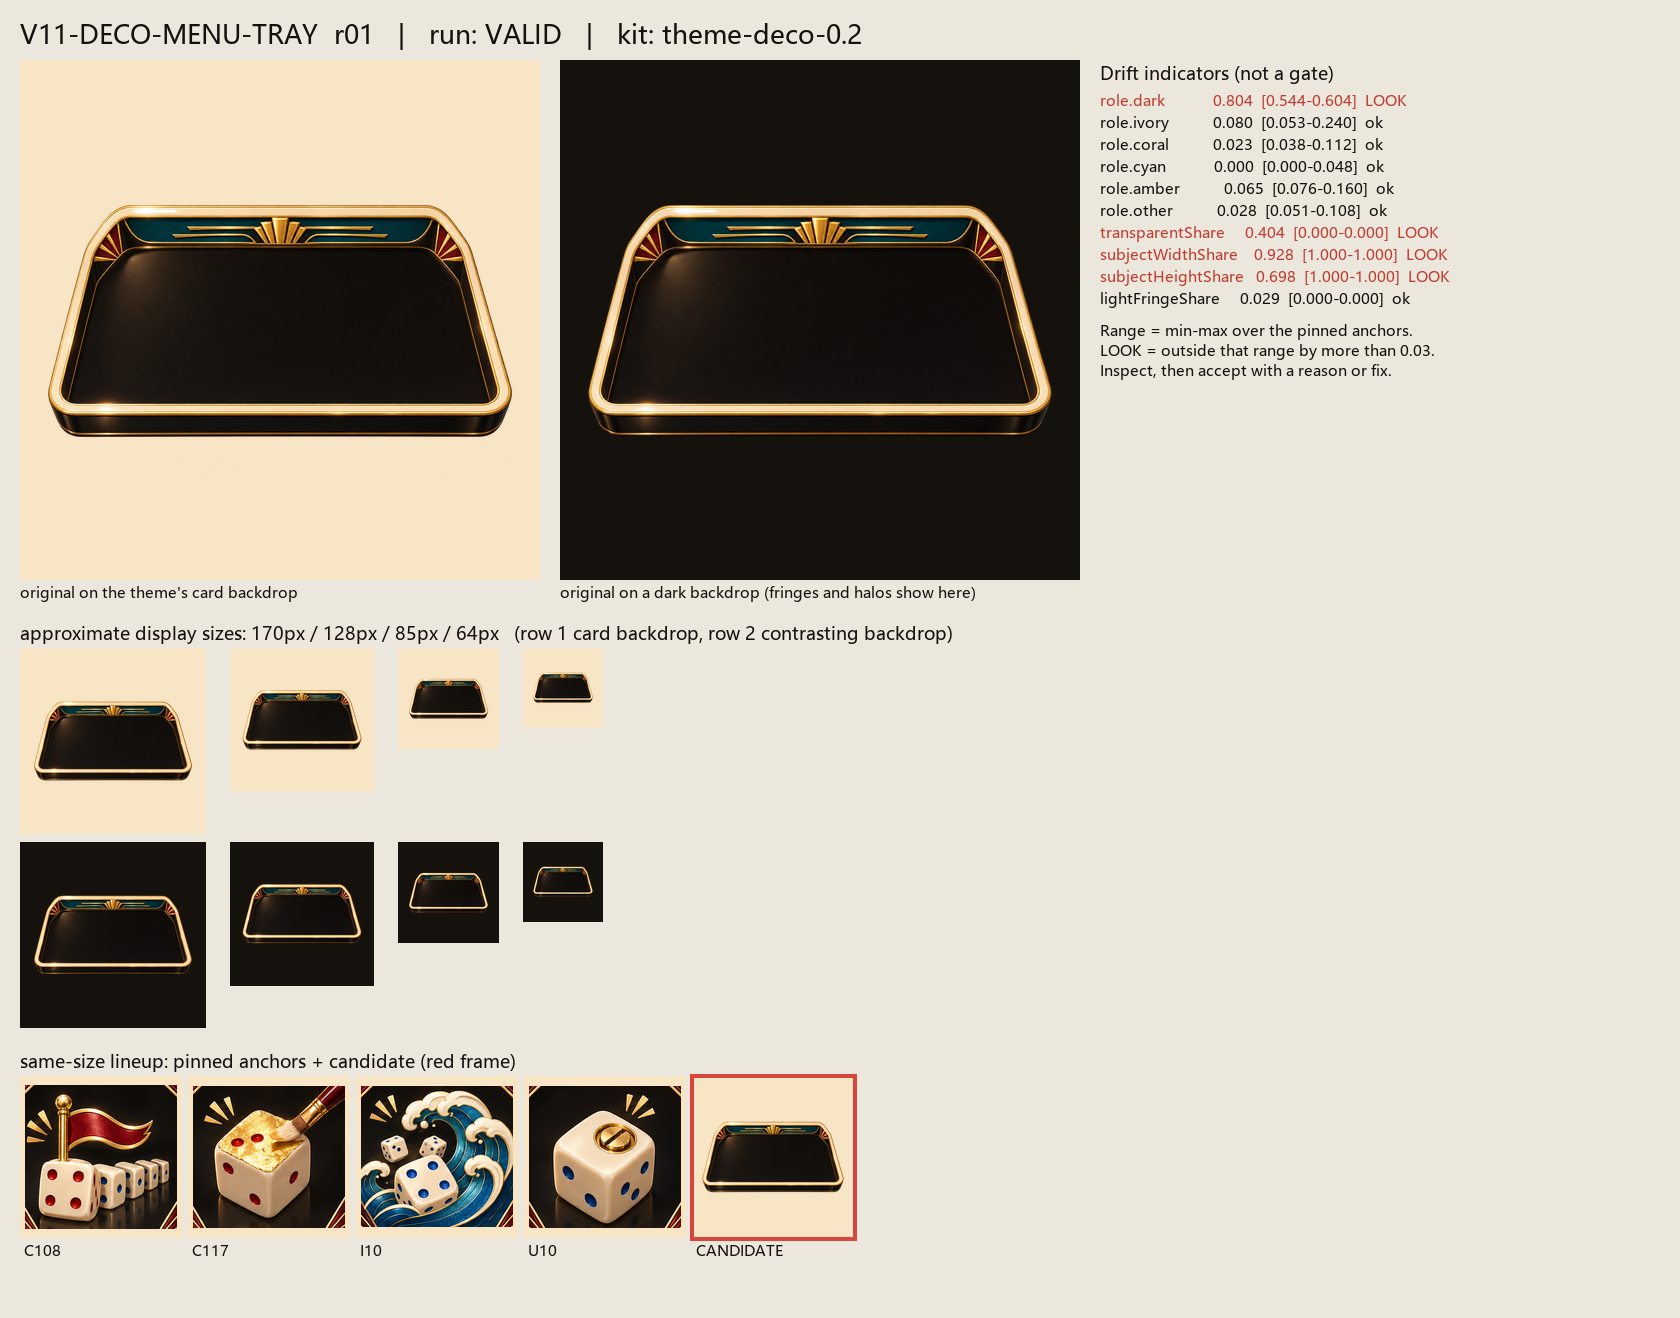 V11-DECO-MENU-TRAY r01 | run: VALID | kit: theme-deco-0.2
Drift indicators (not a gate)
role.dark 0.804 [0.544-0.604] LOOK
role.ivory 0.080 [0.053-0.240] ok
role.coral 0.023 [0.038-0.112] ok
role.cyan 0.000 [0.000-0.048] ok
role.amber 0.065 [0.076-0.160] ok
role.other 0.028 [0.051-0.108] ok
transparentShare 0.404 [0.000-0.000] LOOK
subjectWidthShare 0.928 [1.000-1.000] LOOK
subjectHeightShare 0.698 [1.000-1.000] LOOK
lightFringeShare 0.029 [0.000-0.000] ok
Range = min-max over the pinned anchors.
LOOK = outside that range by more than 0.03.
Inspect, then accept with a reason or fix.
original on the theme's card backdrop
original on a dark backdrop (fringes and halos show here)
approximate display sizes: 170px / 128px / 85px / 64px (row 1 card backdrop, row 2 contrasting backdrop)
same-size lineup: pinned anchors + candidate (red frame)
C108
C117
I10
U10
CANDIDATE